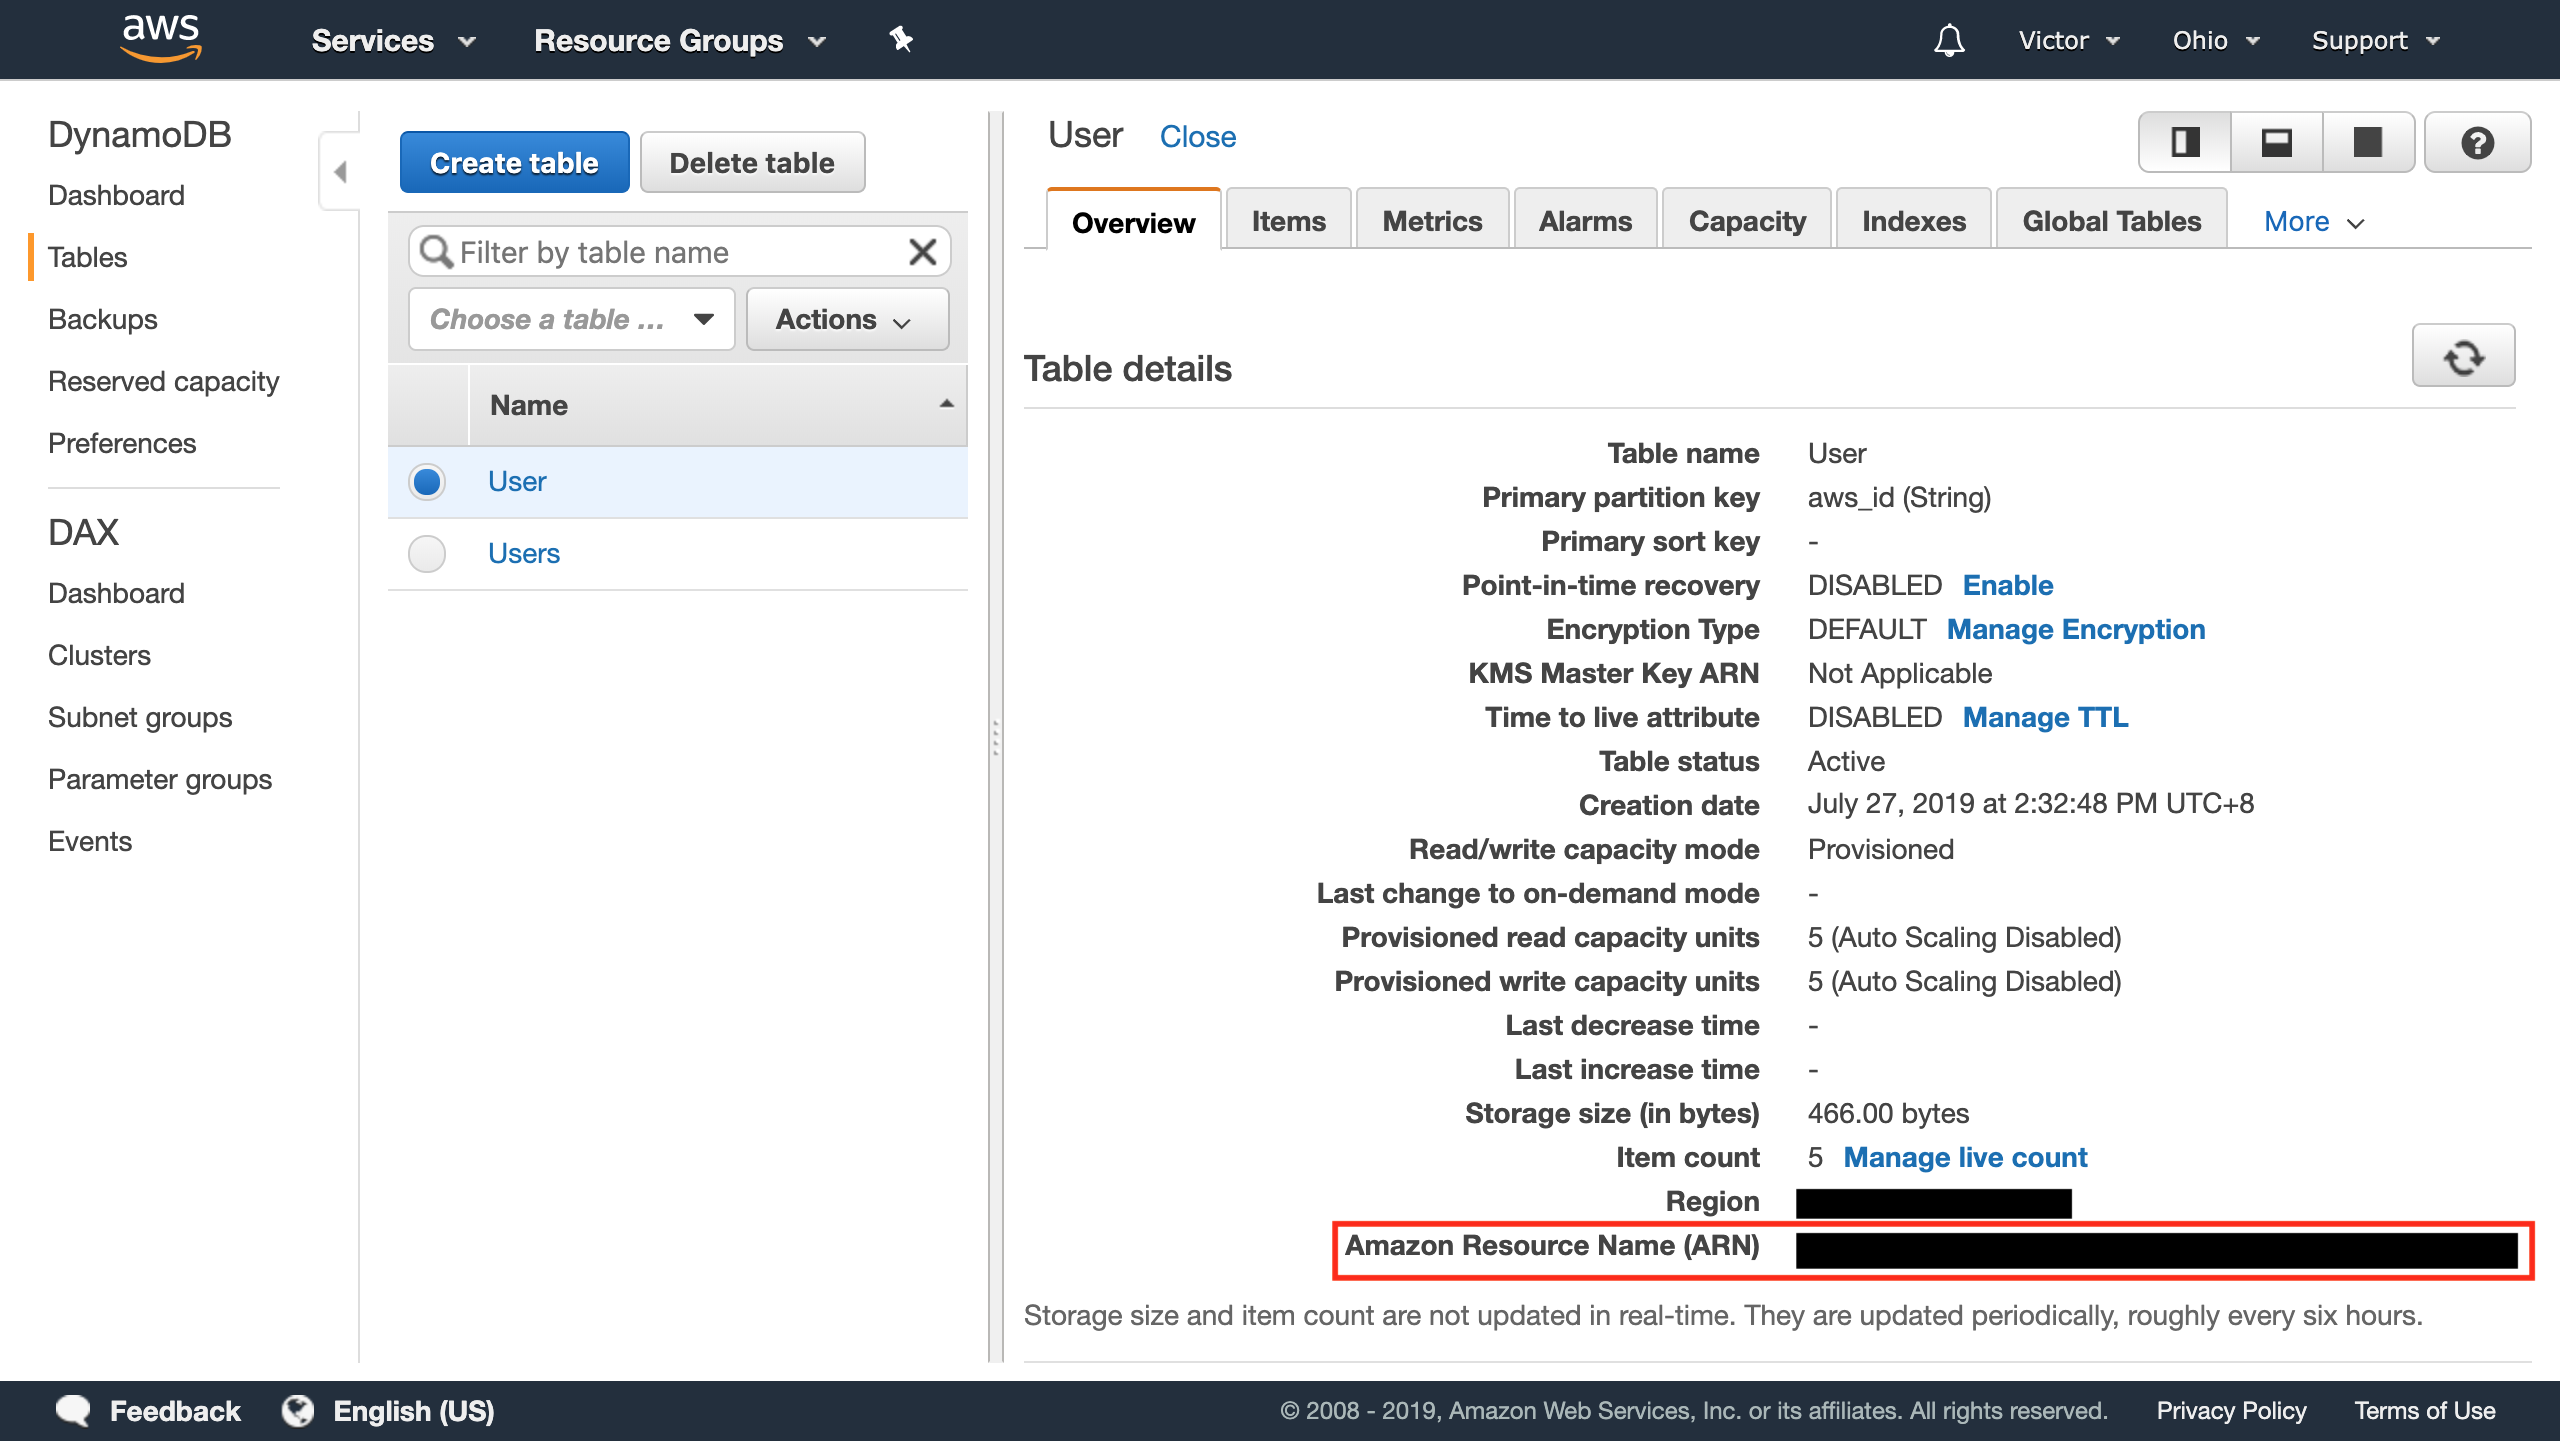 aws
Services
Resource Groups
Victor
Ohio
Support
DynamoDB
Dashboard
Tables
Backups
Reserved capacity
Preferences
DAX
Dashboard
Clusters
Subnet groups
Parameter groups
Events
Create table
Delete table
Filter by table name
Choose a table ...
Actions
Name
User
Users
User Close
Overview
Items
Metrics
Alarms
Capacity
Indexes
Global Tables
More
Table details
Table name User
Primary partition key aws_id (String)
Primary sort key -
Point-in-time recovery DISABLED Enable
Encryption Type DEFAULT Manage Encryption
KMS Master Key ARN Not Applicable
Time to live attribute DISABLED Manage TTL
Table status Active
Creation date July 27, 2019 at 2:32:48 PM UTC+8
Read/write capacity mode Provisioned
Last change to on-demand mode -
Provisioned read capacity units 5 (Auto Scaling Disabled)
Provisioned write capacity units 5 (Auto Scaling Disabled)
Last decrease time -
Last increase time -
Storage size (in bytes) 466.00 bytes
Item count 5 Manage live count
Region
Amazon Resource Name (ARN)
Storage size and item count are not updated in real-time. They are updated periodically, roughly every six hours.
Feedback
English (US)
© 2008 - 2019, Amazon Web Services, Inc. or its affiliates. All rights reserved.
Privacy Policy
Terms of Use